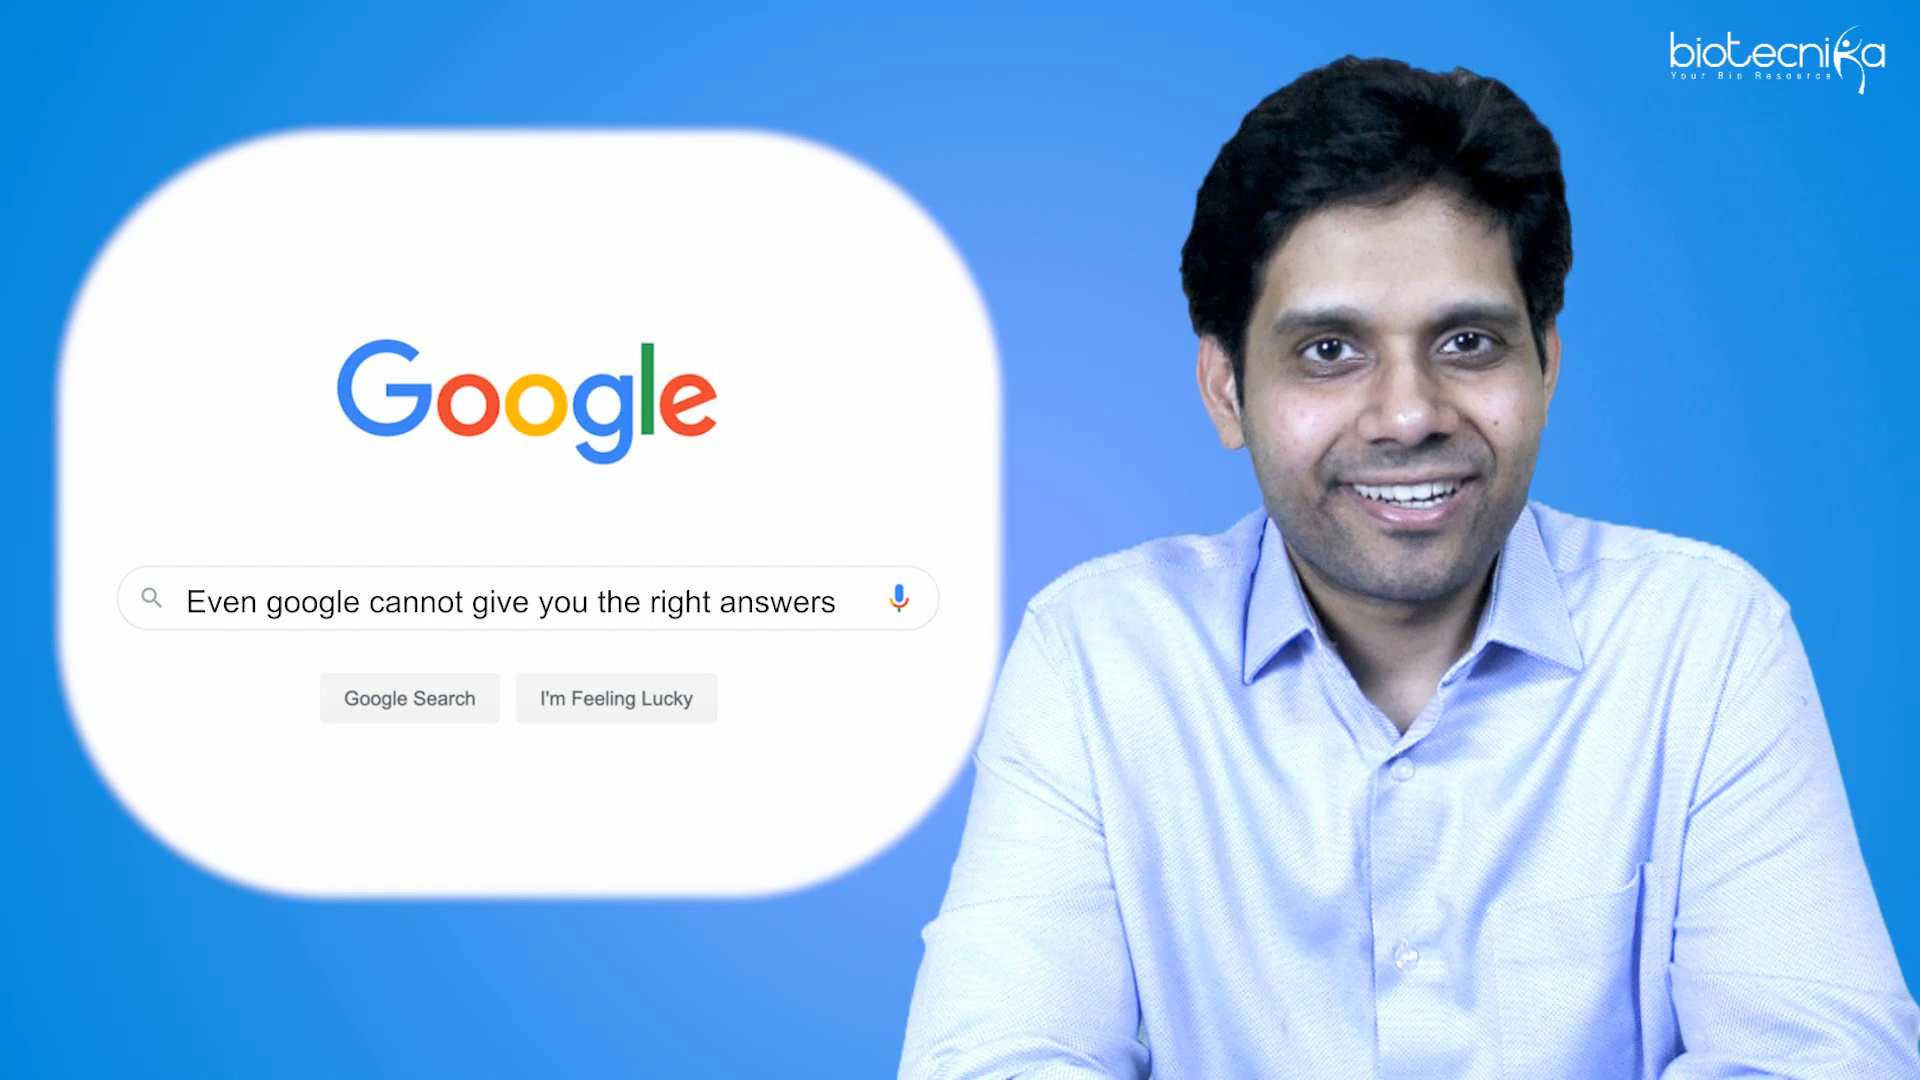 biotecnika
Your Bio Resource
Google
Even google cannot give you the right answers
Google Search
I'm Feeling Lucky